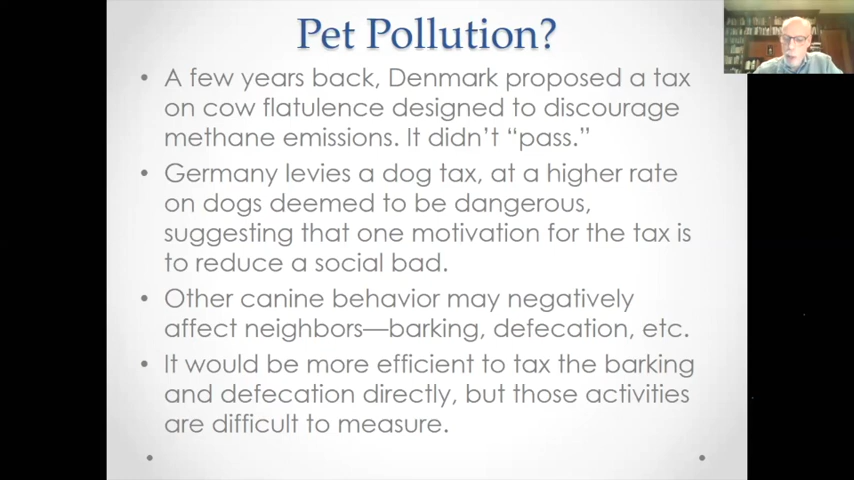 Pet Pollution?
• A few years back, Denmark proposed a tax
on cow flatulence designed to discourage
methane emissions. It didn’t “pass.”
• Germany levies a dog tax, at a higher rate
on dogs deemed to be dangerous,
suggesting that one motivation for the tax is
to reduce a social bad.
• Other canine behavior may negatively
affect neighbors—barking, defecation, etc.
• It would be more efficient to tax the barking
and defecation directly, but those activities
are difficult to measure.